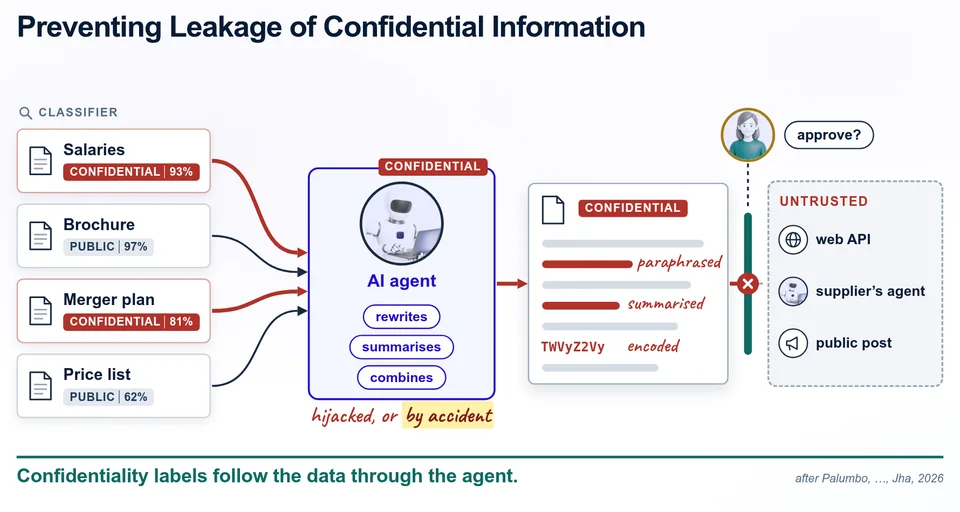 Preventing Leakage of Confidential Information
CLASSIFIER
Salaries
CONFIDENTIAL | 93%
Brochure
PUBLIC | 97%
Merger plan
CONFIDENTIAL | 81%
Price list
PUBLIC | 62%
CONFIDENTIAL
AI agent
rewrites
summarises
combines
hijacked, or by accident
CONFIDENTIAL
paraphrased
summarised
TWVyZ2Vy encoded
approve?
UNTRUSTED
web API
supplier's agent
public post
Confidentiality labels follow the data through the agent.
after Palumbo, …, Jha, 2026